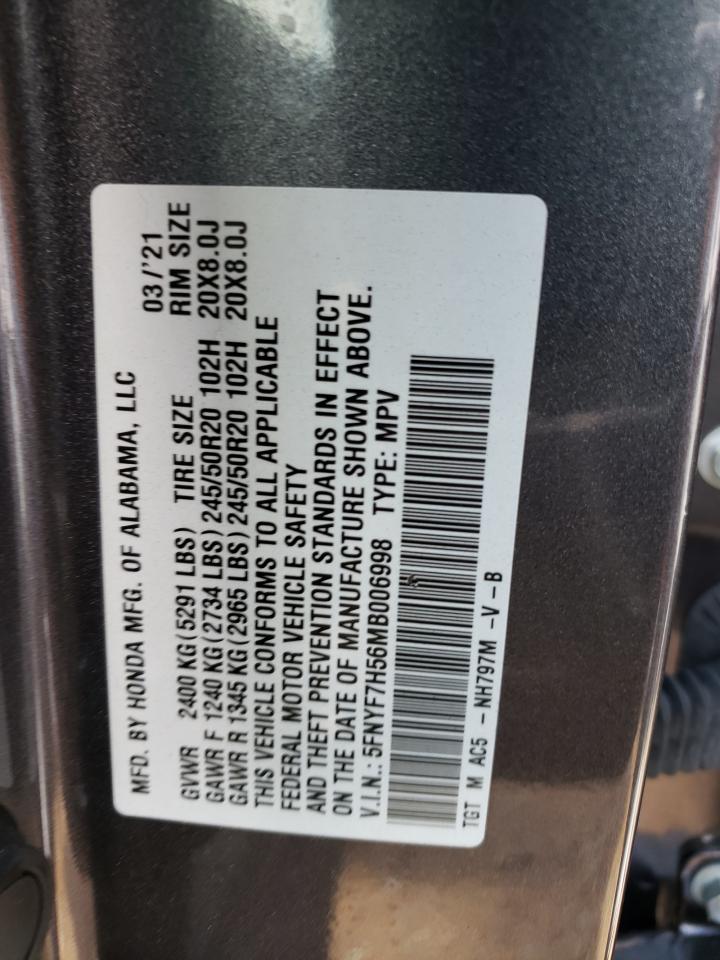 MFD. BY HONDA MFG. OF ALABAMA, LLC 03/'21
GVWR 2400 KG(5291 LBS) TIRE SIZE RIM SIZE
GAWR F 1240 KG(2734 LBS) 245/50R20 102H 20X8.0J
GAWR R 1345 KG(2965 LBS) 245/50R20 102H 20X8.0J
THIS VEHICLE CONFORMS TO ALL APPLICABLE
FEDERAL MOTOR VEHICLE SAFETY
AND THEFT PREVENTION STANDARDS IN EFFECT
ON THE DATE OF MANUFACTURE SHOWN ABOVE.
V.I.N.: 5FNYF7H56MB006998 TYPE: MPV
TGT M AC5 -NH797M -V -B